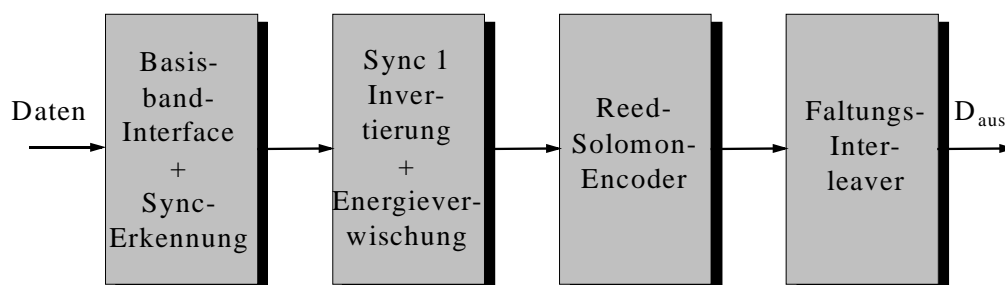 Daten
Basis-
band-
Interface
+
Sync-
Erkennung
Sync 1
Inver-
tierung
+
Energiever-
wischung
Reed-
Solomon-
Encoder
Faltungs-
Inter-
leaver
D aus